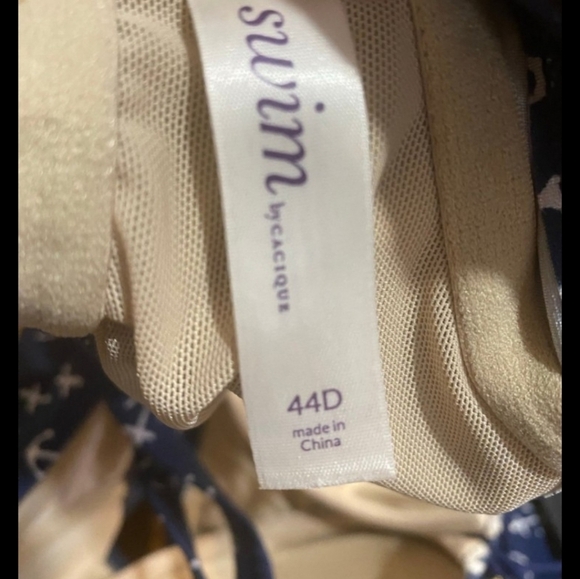 swim
by CACIQUE
44D
made in
China